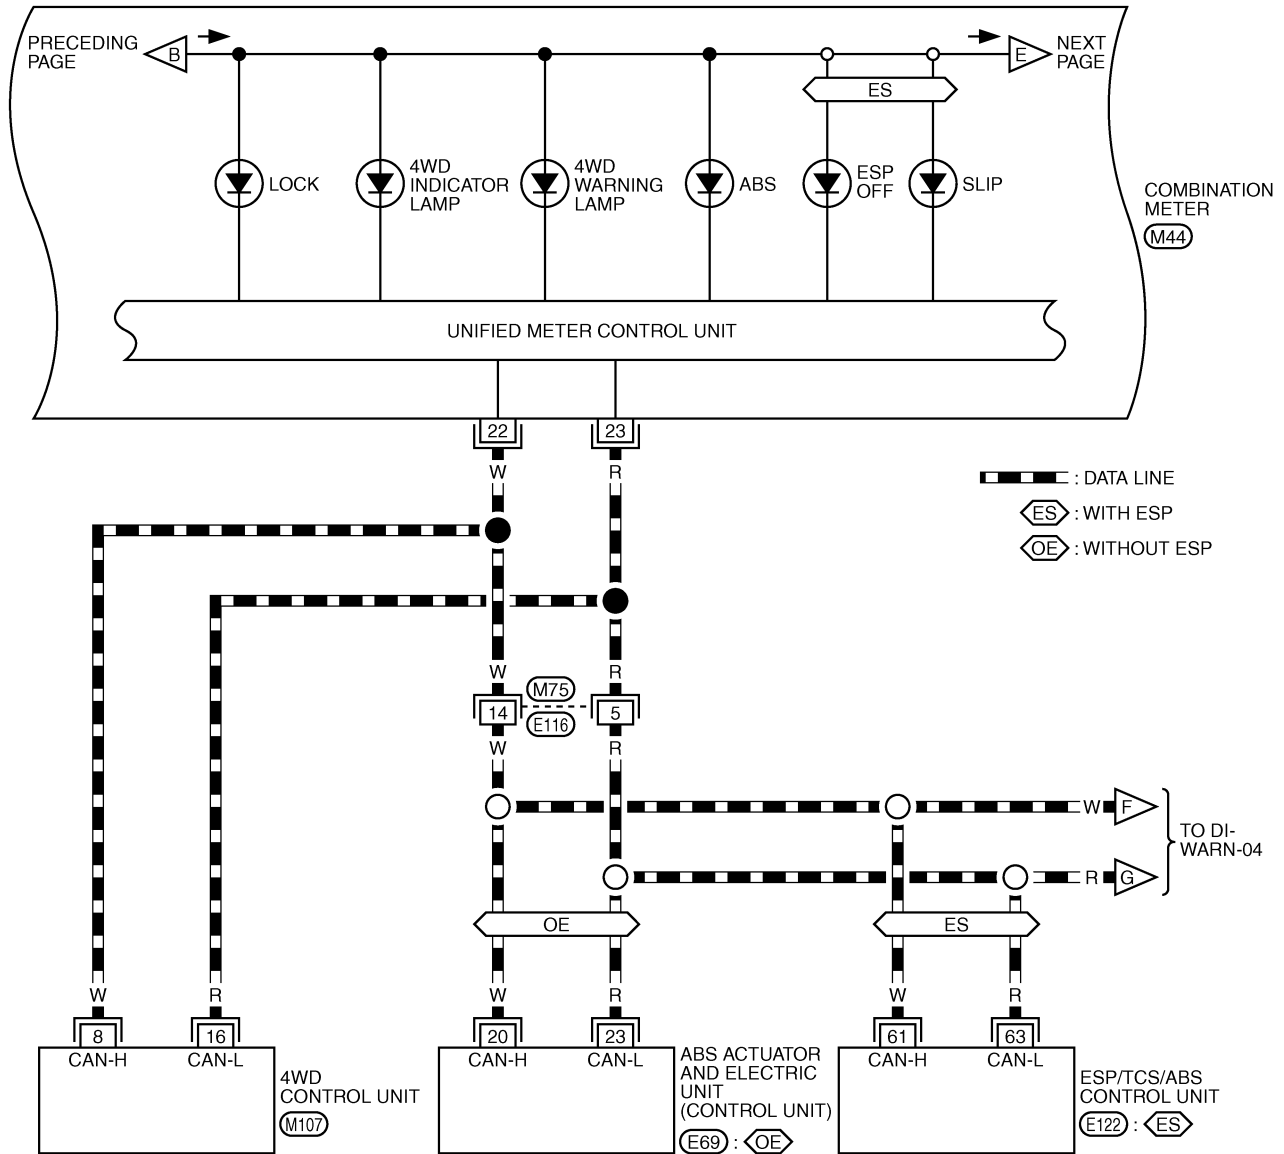 PRECEDING
PAGE
B
E
NEXT
PAGE
ES
LOCK
4WD
INDICATOR
LAMP
4WD
WARNING
LAMP
ABS
ESP
OFF
SLIP
COMBINATION
METER
M44
UNIFIED METER CONTROL UNIT
22
23
W
R
: DATA LINE
ES : WITH ESP
OE : WITHOUT ESP
W
R
M75
14
5
E116
W
R
W
F
TO DI-
WARN-04
R
G
OE
ES
W
R
W
R
W
R
8
16
20
23
61
63
CAN-H
CAN-L
CAN-H
CAN-L
CAN-H
CAN-L
4WD
CONTROL UNIT
M107
ABS ACTUATOR
AND ELECTRIC
UNIT
(CONTROL UNIT)
E69 : OE
ESP/TCS/ABS
CONTROL UNIT
E122 : ES